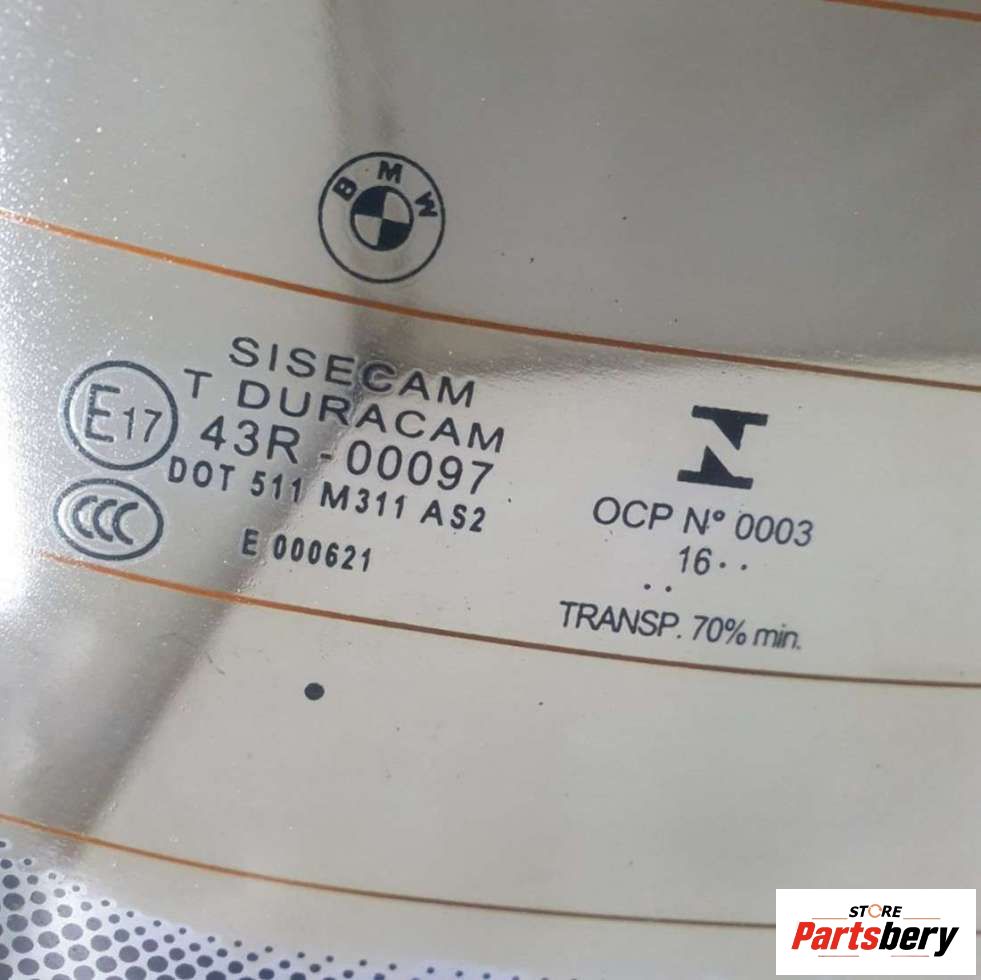 BMW
SISECAM
T DURACAM
E17
43R - 00097
DOT 511 M311 AS2
CCC
E 000621
OCP Nº 0003
16..
..
TRANSP. 70% min.
STORE
Partsbery